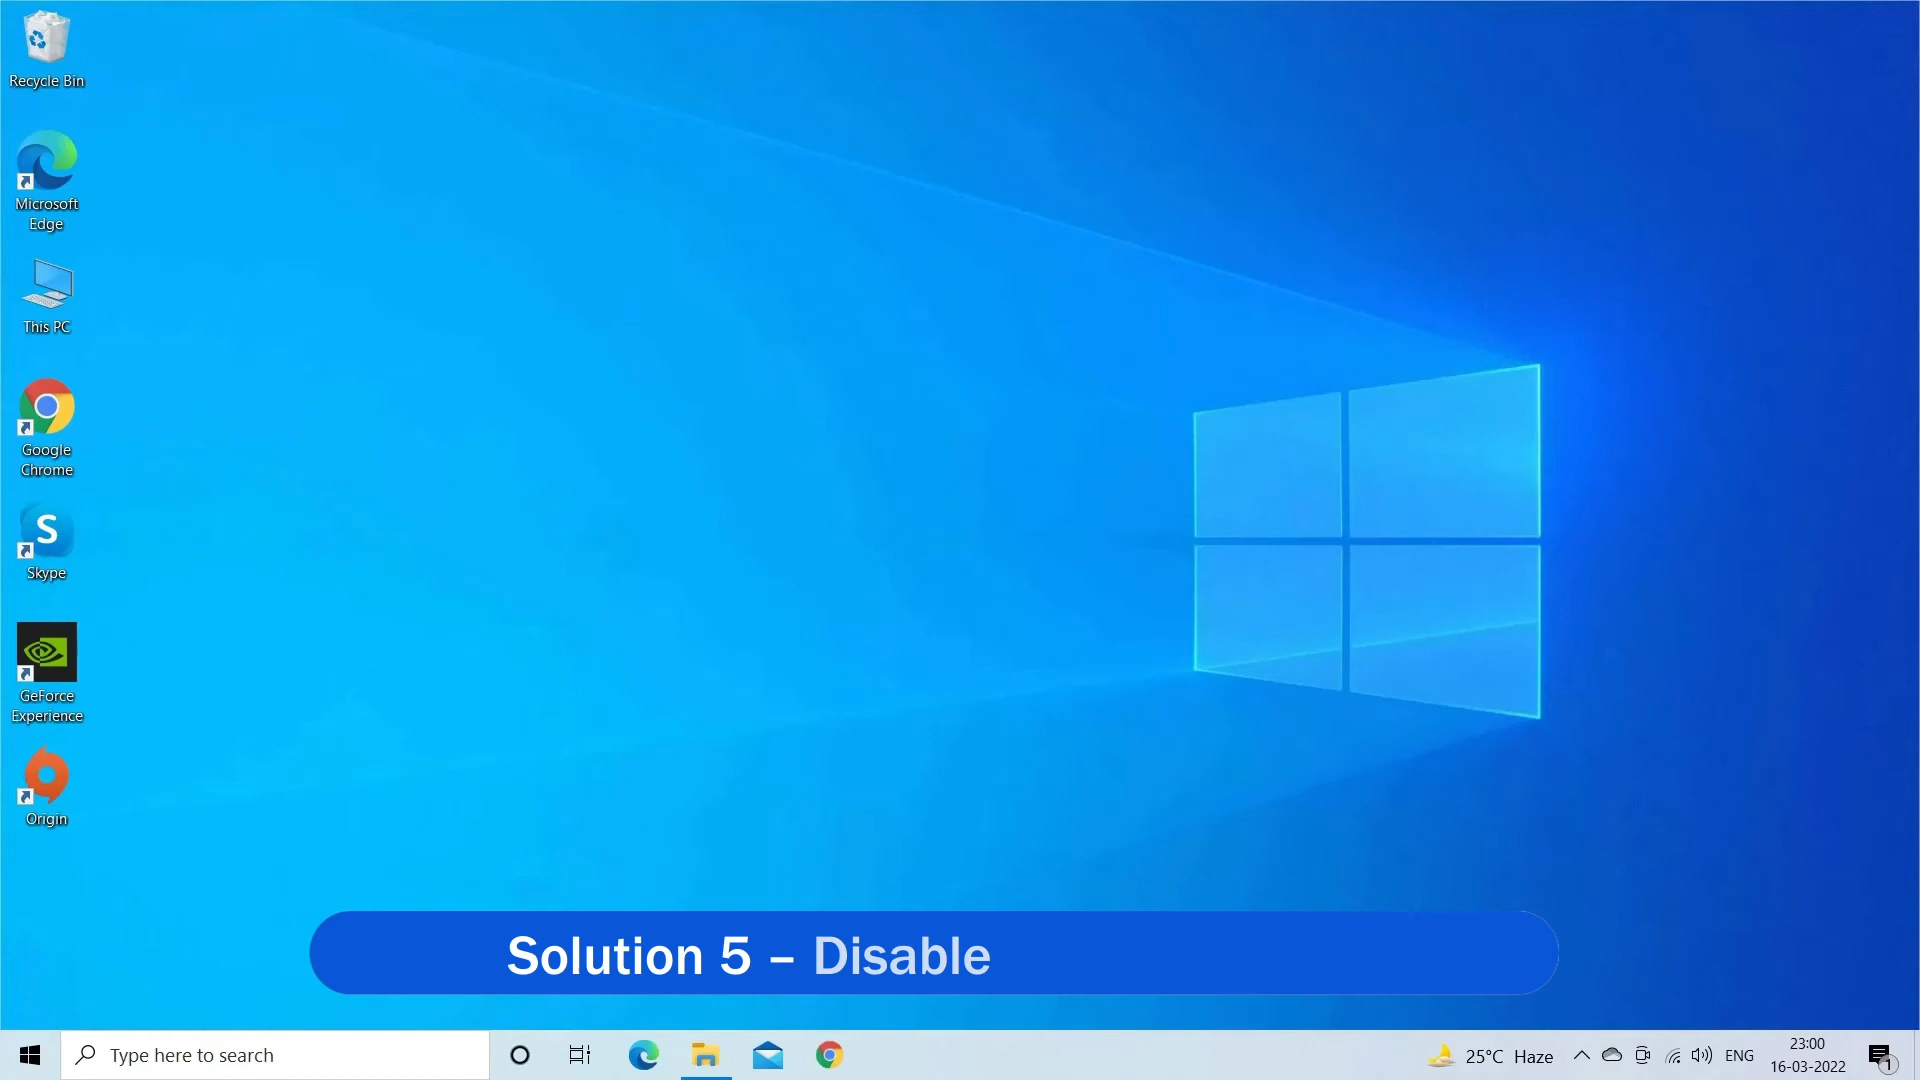 Recycle Bin
Microsoft
Edge
This PC
Google
Chrome
S
Skype
GeForce
Experience
Origin
Solution 5 – Disable
Type here to search
25°C Haze
ENG
23:00
16-03-2022
1